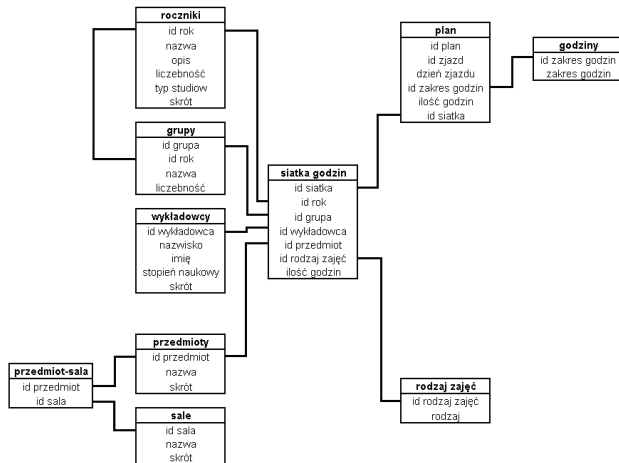 roczniki
id rok
nazwa
opis
liczebność
typ studiow
skrót
grupy
id grupa
id rok
nazwa
liczebność
wykładowcy
id wykładowca
nazwisko
imię
stopień naukowy
skrót
przedmioty
id przedmiot
nazwa
skrót
przedmiot-sala
id przedmiot
id sala
sale
id sala
nazwa
skrót
siatka godzin
id siatka
id rok
id grupa
id wykładowca
id przedmiot
id rodzaj zajęć
ilość godzin
plan
id plan
id zjazd
dzień zjazdu
id zakres godzin
ilość godzin
id siatka
godziny
id zakres godzin
zakres godzin
rodzaj zajęć
id rodzaj zajęć
rodzaj